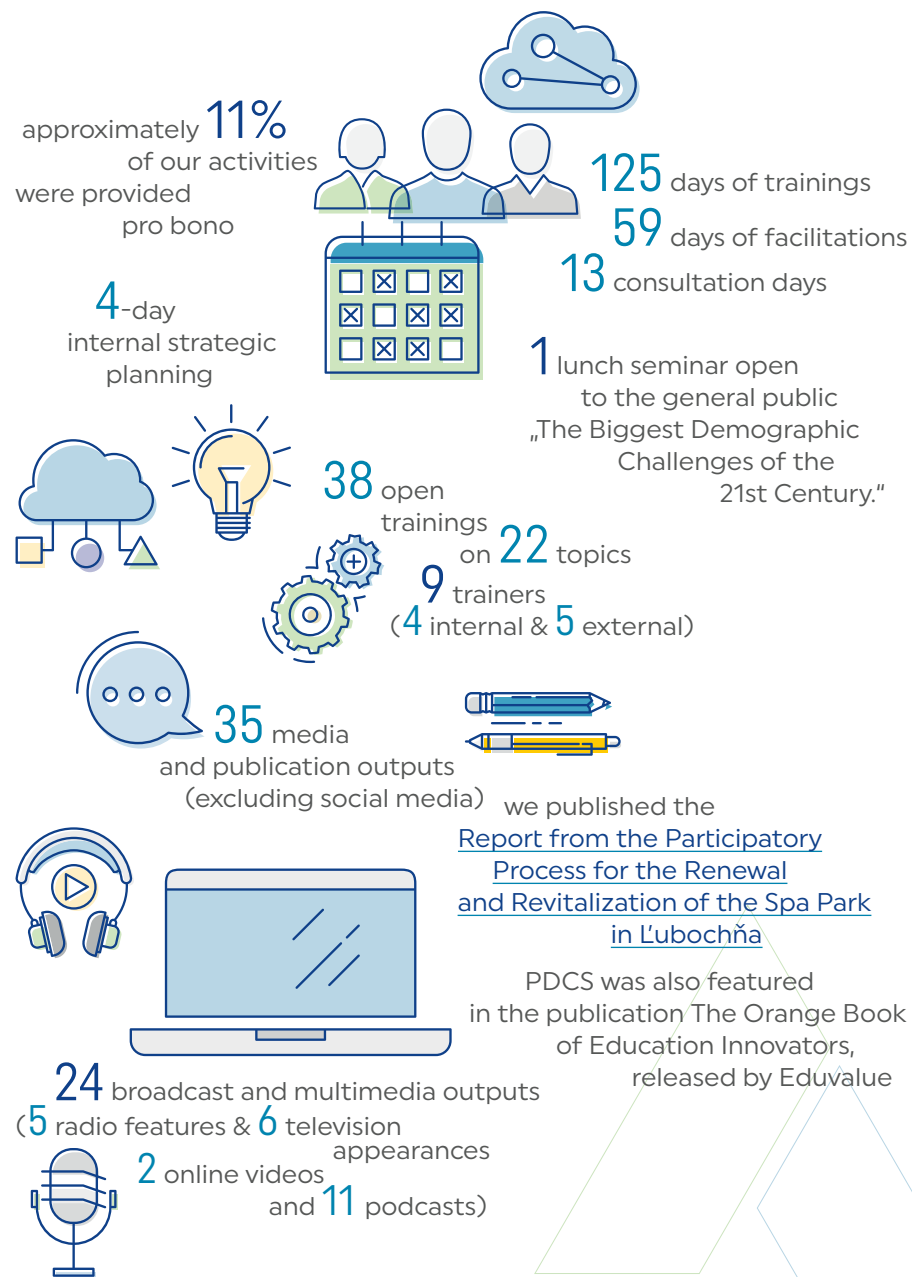 approximately 11%
of our activities
were provided
pro bono
125 days of trainings
59 days of facilitations
13 consultation days
4-day
internal strategic
planning
1 lunch seminar open
to the general public
„The Biggest Demographic
Challenges of the
21st Century.“
38 open
trainings
on 22 topics
9 trainers
(4 internal & 5 external)
35 media
and publication outputs
(excluding social media)
we published the
Report from the Participatory
Process for the Renewal
and Revitalization of the Spa Park
in Ľubochňa
PDCS was also featured
in the publication The Orange Book
of Education Innovators,
released by Eduvalue
24 broadcast and multimedia outputs
(5 radio features & 6 television
appearances
2 online videos
and 11 podcasts)